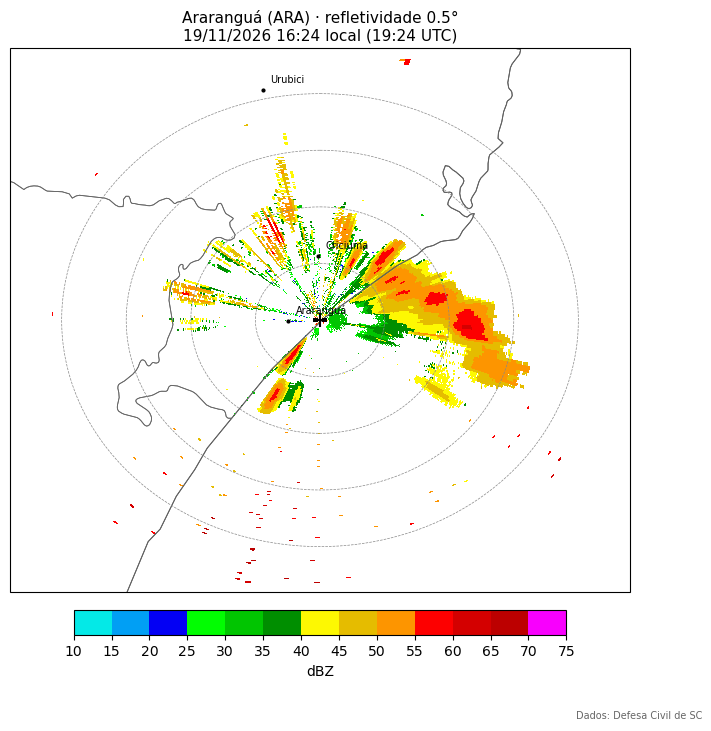 Araranguá (ARA) · refletividade 0.5°
19/11/2026 16:24 local (19:24 UTC)
Urubici
Criciúma
Araranguá
10 15 20 25 30 35 40 45 50 55 60 65 70 75
dBZ
Dados: Defesa Civil de SC